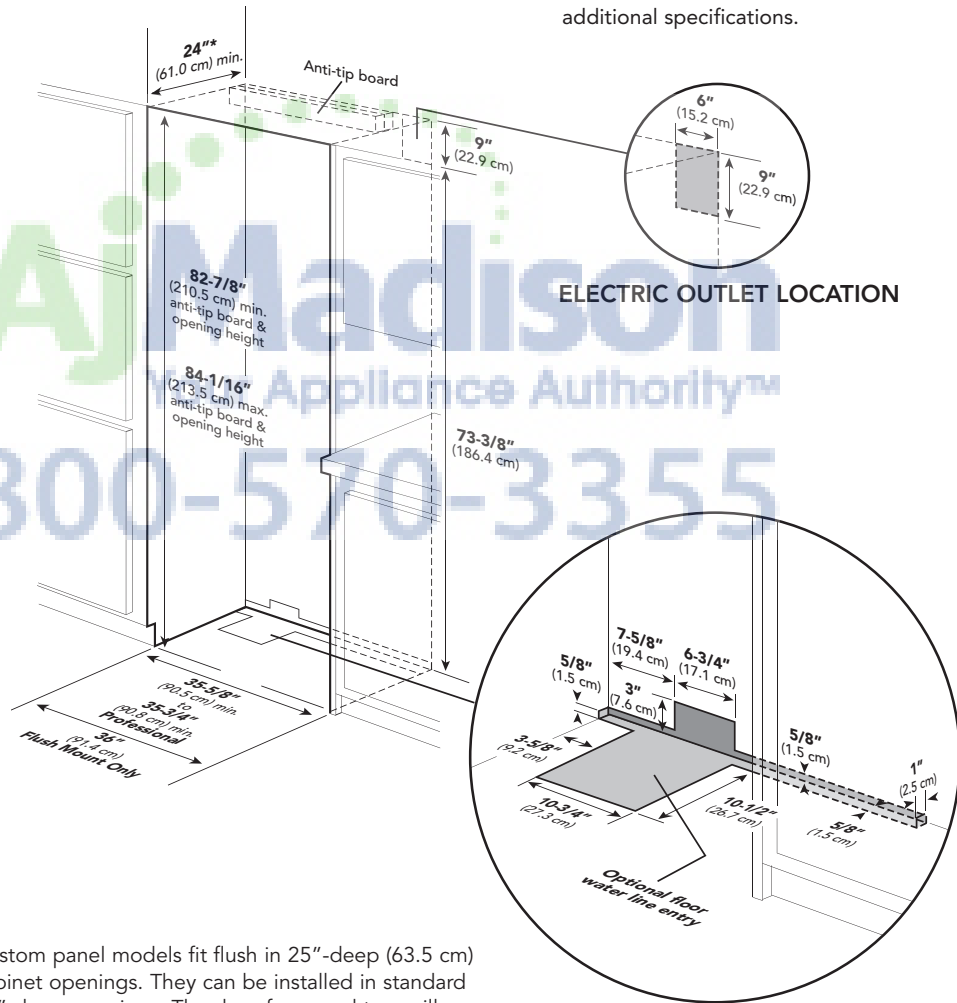 additional specifications.
24"*
(61.0 cm) min.
Anti-tip board
9"
(22.9 cm)
6"
(15.2 cm)
9"
(22.9 cm)
ELECTRIC OUTLET LOCATION
AjMadison
Your Appliance Authority™
800-570-3355
82-7/8"
(210.5 cm) min.
anti-tip board &
opening height
84-1/16"
(213.5 cm) max.
anti-tip board &
opening height
73-3/8"
(186.4 cm)
35-5/8"
(90.5 cm) min.
to
35-3/4"
(90.8 cm) min.
Professional
36"
(91.4 cm)
Flush Mount Only
7-5/8"
(19.4 cm)
6-3/4"
(17.1 cm)
5/8"
(1.5 cm)
3"
(7.6 cm)
3-5/8"
(9.2 cm)
10-3/4"
(27.3 cm)
10-1/2"
(26.7 cm)
5/8"
(1.5 cm)
5/8"
(1.5 cm)
1"
(2.5 cm)
Optional floor
water line entry
stom panel models fit flush in 25"-deep (63.5 cm)
binet openings. They can be installed in standard